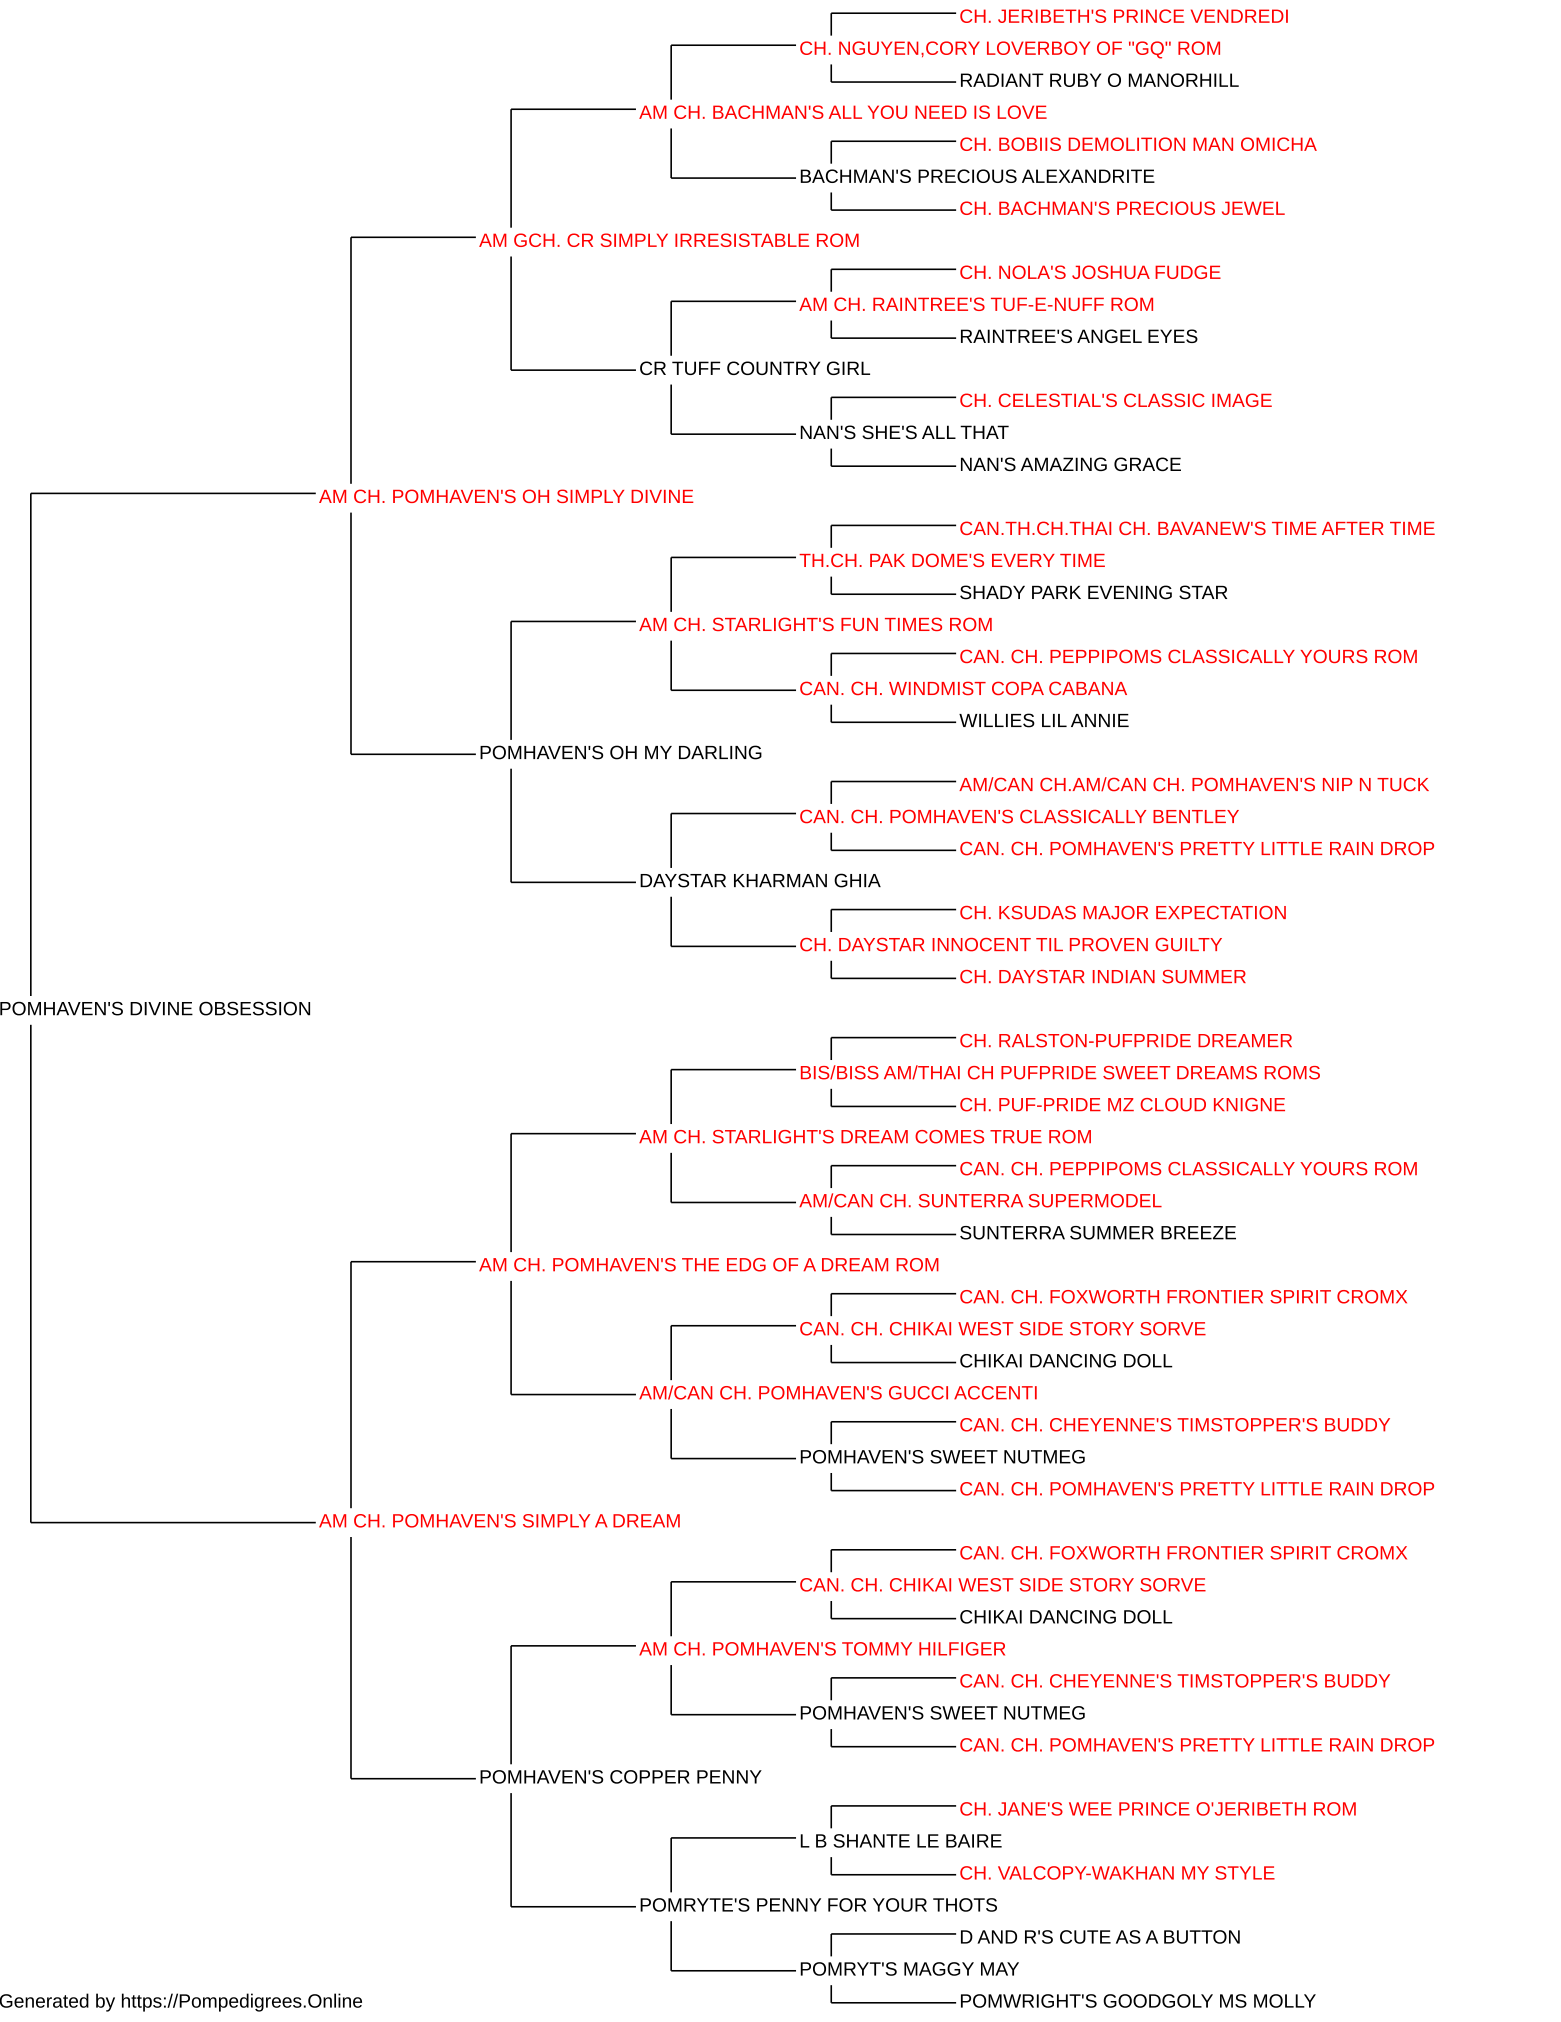 CH. JERIBETH'S PRINCE VENDREDI
CH. NGUYEN,CORY LOVERBOY OF "GQ" ROM
RADIANT RUBY O MANORHILL
AM CH. BACHMAN'S ALL YOU NEED IS LOVE
CH. BOBIIS DEMOLITION MAN OMICHA
BACHMAN'S PRECIOUS ALEXANDRITE
CH. BACHMAN'S PRECIOUS JEWEL
AM GCH. CR SIMPLY IRRESISTABLE ROM
CH. NOLA'S JOSHUA FUDGE
AM CH. RAINTREE'S TUF-E-NUFF ROM
RAINTREE'S ANGEL EYES
CR TUFF COUNTRY GIRL
CH. CELESTIAL'S CLASSIC IMAGE
NAN'S SHE'S ALL THAT
NAN'S AMAZING GRACE
AM CH. POMHAVEN'S OH SIMPLY DIVINE
CAN.TH.CH.THAI CH. BAVANEW'S TIME AFTER TIME
TH.CH. PAK DOME'S EVERY TIME
SHADY PARK EVENING STAR
AM CH. STARLIGHT'S FUN TIMES ROM
CAN. CH. PEPPIPOMS CLASSICALLY YOURS ROM
CAN. CH. WINDMIST COPA CABANA
WILLIES LIL ANNIE
POMHAVEN'S OH MY DARLING
AM/CAN CH.AM/CAN CH. POMHAVEN'S NIP N TUCK
CAN. CH. POMHAVEN'S CLASSICALLY BENTLEY
CAN. CH. POMHAVEN'S PRETTY LITTLE RAIN DROP
DAYSTAR KHARMAN GHIA
CH. KSUDAS MAJOR EXPECTATION
CH. DAYSTAR INNOCENT TIL PROVEN GUILTY
CH. DAYSTAR INDIAN SUMMER
POMHAVEN'S DIVINE OBSESSION
CH. RALSTON-PUFPRIDE DREAMER
BIS/BISS AM/THAI CH PUFPRIDE SWEET DREAMS ROMS
CH. PUF-PRIDE MZ CLOUD KNIGNE
AM CH. STARLIGHT'S DREAM COMES TRUE ROM
CAN. CH. PEPPIPOMS CLASSICALLY YOURS ROM
AM/CAN CH. SUNTERRA SUPERMODEL
SUNTERRA SUMMER BREEZE
AM CH. POMHAVEN'S THE EDG OF A DREAM ROM
CAN. CH. FOXWORTH FRONTIER SPIRIT CROMX
CAN. CH. CHIKAI WEST SIDE STORY SORVE
CHIKAI DANCING DOLL
AM/CAN CH. POMHAVEN'S GUCCI ACCENTI
CAN. CH. CHEYENNE'S TIMSTOPPER'S BUDDY
POMHAVEN'S SWEET NUTMEG
CAN. CH. POMHAVEN'S PRETTY LITTLE RAIN DROP
AM CH. POMHAVEN'S SIMPLY A DREAM
CAN. CH. FOXWORTH FRONTIER SPIRIT CROMX
CAN. CH. CHIKAI WEST SIDE STORY SORVE
CHIKAI DANCING DOLL
AM CH. POMHAVEN'S TOMMY HILFIGER
CAN. CH. CHEYENNE'S TIMSTOPPER'S BUDDY
POMHAVEN'S SWEET NUTMEG
CAN. CH. POMHAVEN'S PRETTY LITTLE RAIN DROP
POMHAVEN'S COPPER PENNY
CH. JANE'S WEE PRINCE O'JERIBETH ROM
L B SHANTE LE BAIRE
CH. VALCOPY-WAKHAN MY STYLE
POMRYTE'S PENNY FOR YOUR THOTS
D AND R'S CUTE AS A BUTTON
POMRYT'S MAGGY MAY
POMWRIGHT'S GOODGOLY MS MOLLY
Generated by https://Pompedigrees.Online